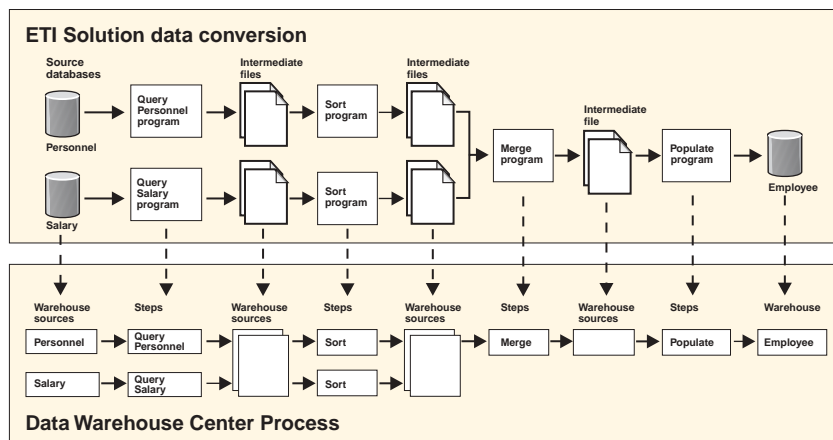 ETI Solution data conversion
Source
databases
Intermediate
files
Intermediate
files
Query
Personnel
program
Sort
program
Personnel
Intermediate
file
Merge
program
Populate
program
Query
Salary
program
Sort
program
Salary
Employee
Warehouse
sources
Steps
Warehouse
sources
Steps
Warehouse
sources
Steps
Warehouse
sources
Steps
Warehouse
Personnel
Query
Personnel
Sort
Merge
Populate
Employee
Salary
Query
Salary
Sort
Data Warehouse Center Process